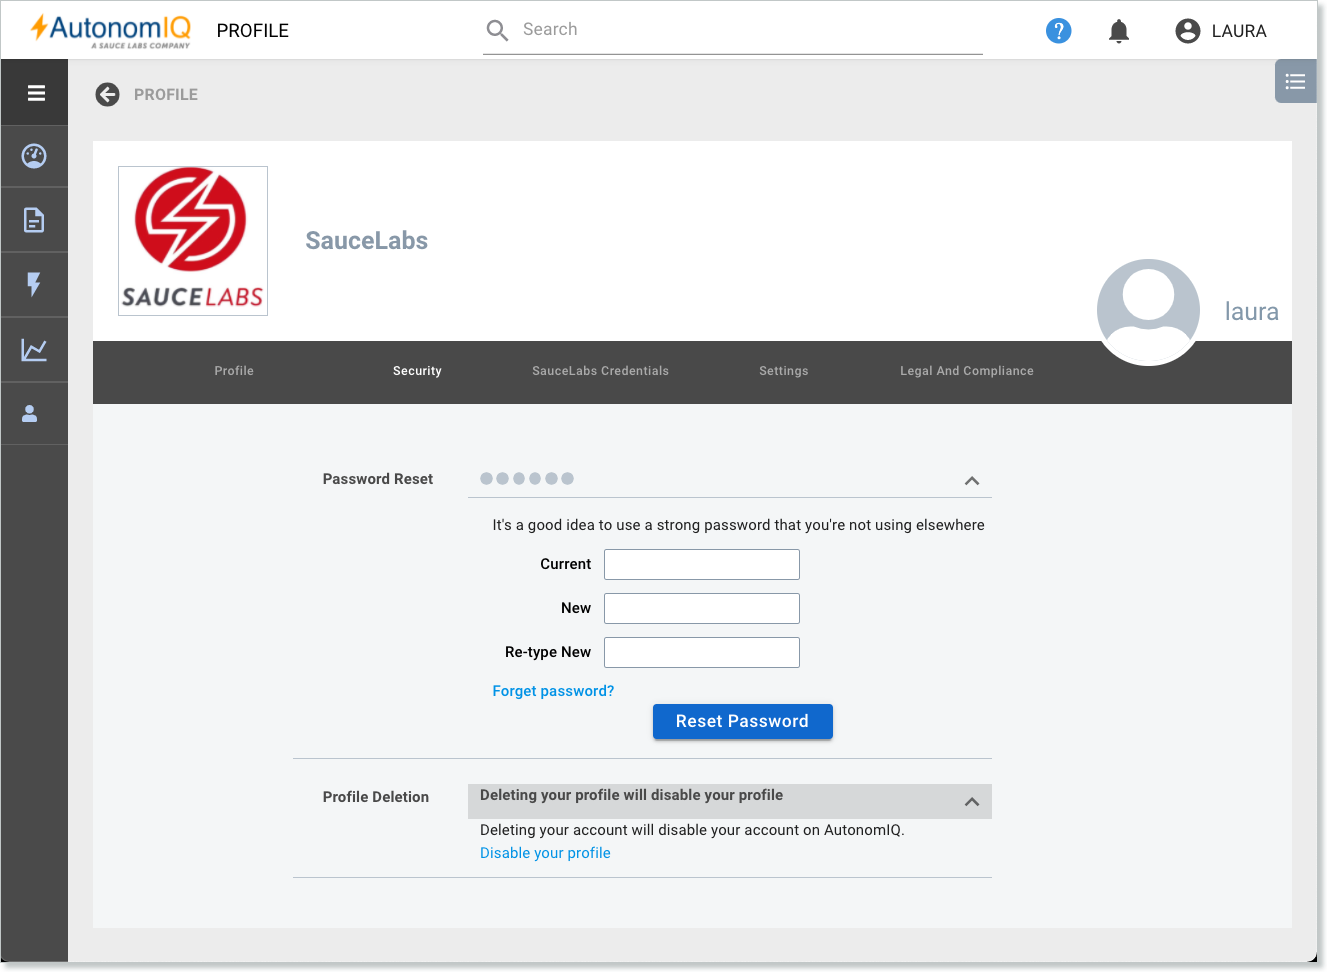 AutonomIQ
A SAUCE LABS COMPANY
PROFILE
Search
?
LAURA
PROFILE
SAUCELABS
SauceLabs
laura
Profile
Security
SauceLabs Credentials
Settings
Legal And Compliance
Password Reset
It's a good idea to use a strong password that you're not using elsewhere
Current
New
Re-type New
Forget password?
Reset Password
Profile Deletion
Deleting your profile will disable your profile
Deleting your account will disable your account on AutonomIQ.
Disable your profile